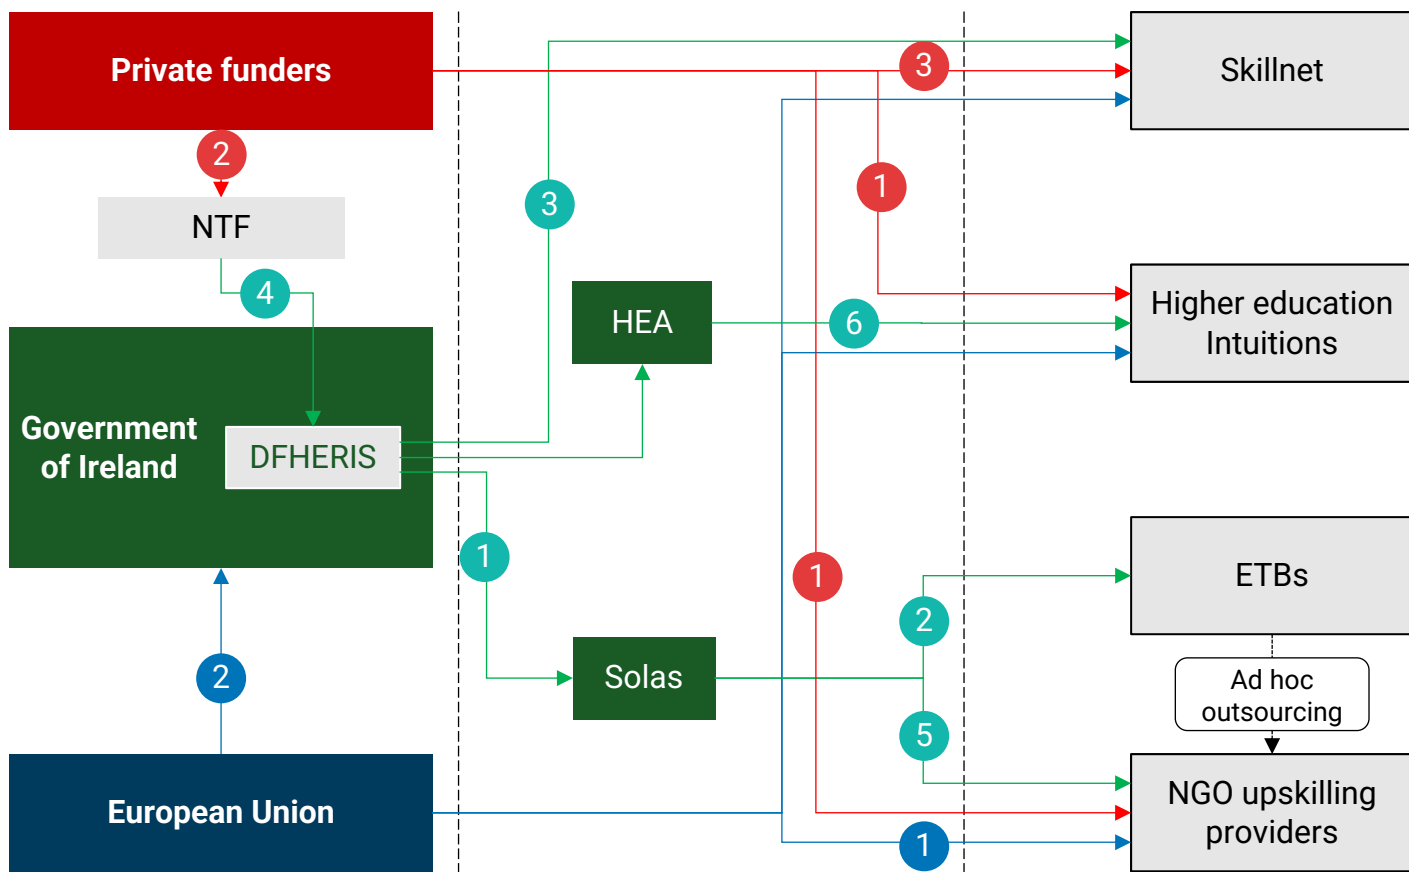 Private funders
3
Skillnet
2
1
NTF
3
4
HEA
6
Higher education
Intuitions
Government
of Ireland
DFHERIS
1
1
ETBs
2
2
Solas
Ad hoc
outsourcing
5
European Union
NGO upskilling
providers
1